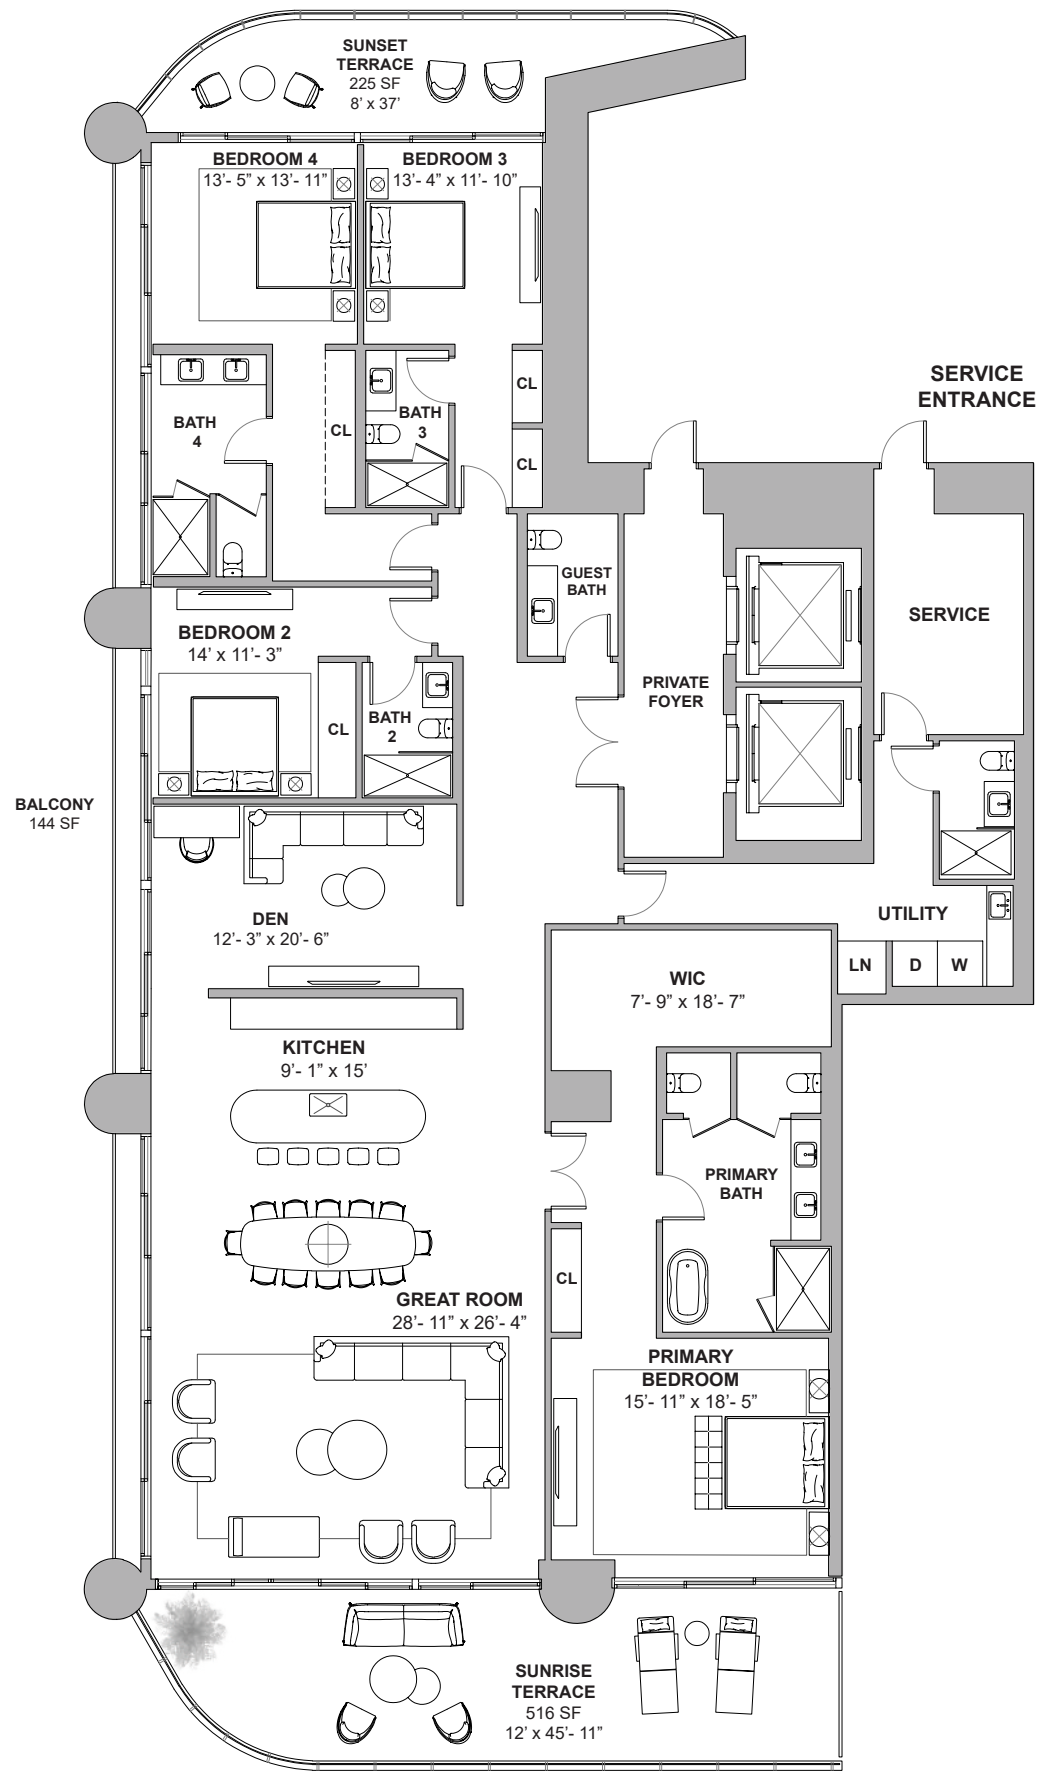 SUNSET
TERRACE
225 SF
8' x 37'
BEDROOM 4
13'- 5" x 13'- 11"
BEDROOM 3
13'- 4" x 11'- 10"
SERVICE
ENTRANCE
CL
BATH
4
CL
BATH
3
CL
GUEST
BATH
SERVICE
BEDROOM 2
14' x 11'- 3"
PRIVATE
FOYER
CL
BATH
2
BALCONY
144 SF
DEN
12'- 3" x 20'- 6"
UTILITY
LN
D
W
WIC
7'- 9" x 18'- 7"
KITCHEN
9'- 1" x 15'
PRIMARY
BATH
CL
GREAT ROOM
28'- 11" x 26'- 4"
PRIMARY
BEDROOM
15'- 11" x 18'- 5"
SUNRISE
TERRACE
516 SF
12' x 45'- 11"